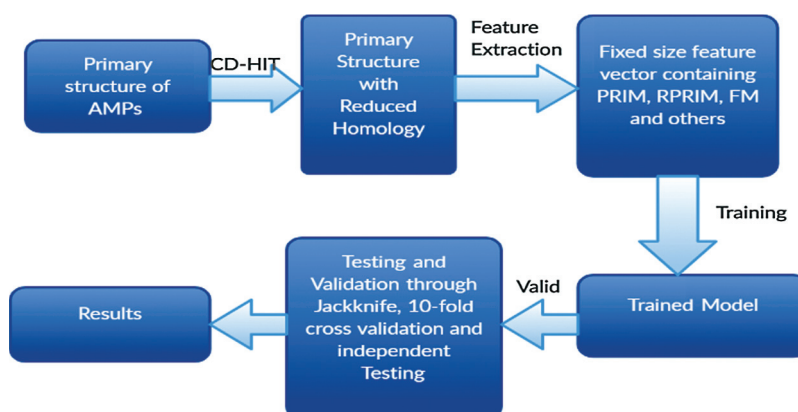 Primary
structure of
AMPs
CD-HIT
Primary
Structure
with
Reduced
Homology
Feature
Extraction
Fixed size feature
vector containing
PRIM, RPRIM, FM
and others
Training
Trained Model
Valid
Testing and
Validation through
Jackknife, 10-fold
cross validation and
independent
Testing
Results